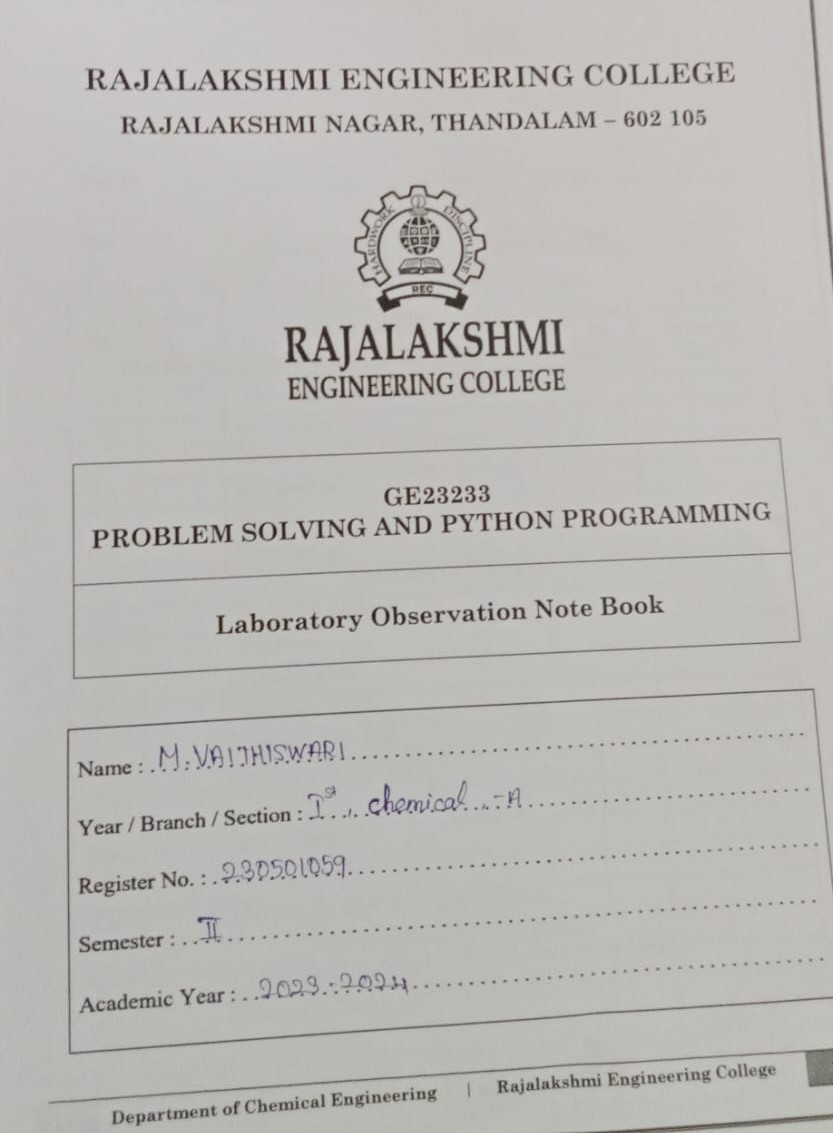 RAJALAKSHMI ENGINEERING COLLEGE
RAJALAKSHMI NAGAR, THANDALAM – 602 105
HARDWORK DISCIPLINE
REC
RAJALAKSHMI
ENGINEERING COLLEGE
GE23233
PROBLEM SOLVING AND PYTHON PROGRAMMING
Laboratory Observation Note Book
Name : M. VAITHISWARI
Year / Branch / Section : Ist, chemical - A
Register No. : 230501059
Semester : II
Academic Year : 2023-2024
Department of Chemical Engineering | Rajalakshmi Engineering College